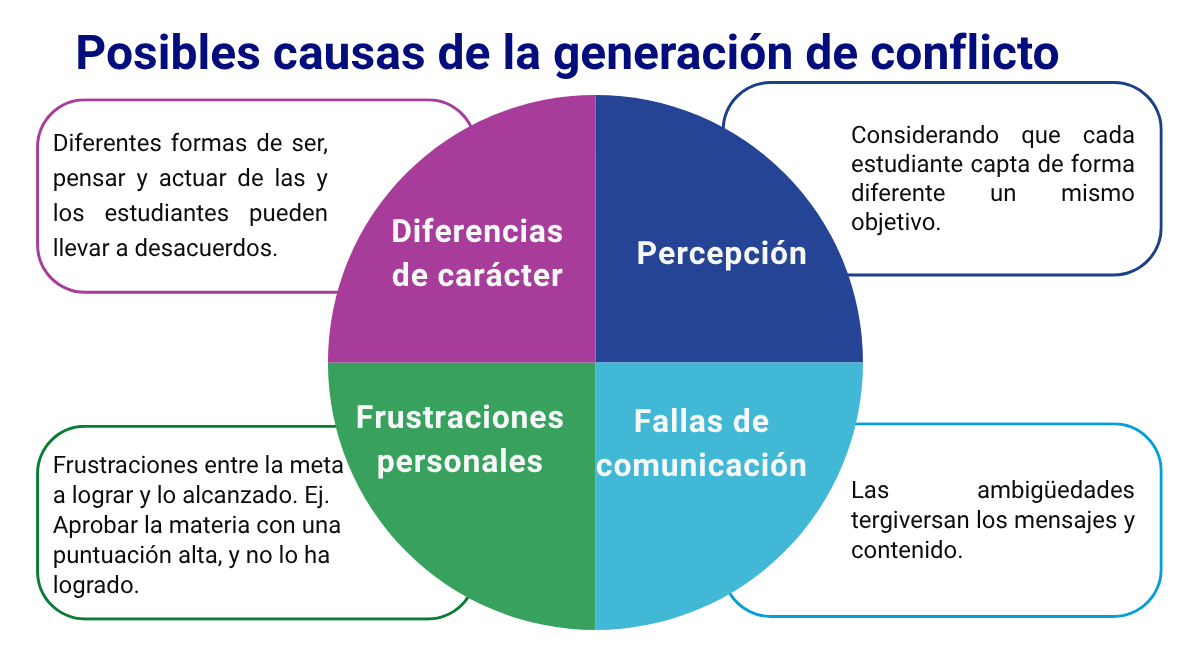 Posibles causas de la generación de conflicto
Diferentes formas de ser,
pensar y actuar de las y
los estudiantes pueden
llevar a desacuerdos.
Diferencias
de carácter
Percepción
Considerando que cada
estudiante capta de forma
diferente un mismo
objetivo.
Frustraciones entre la meta
a lograr y lo alcanzado. Ej.
Aprobar la materia con una
puntuación alta, y no lo ha
logrado.
Frustraciones
personales
Fallas de
comunicación
Las ambigüedades
tergiversan los mensajes y
contenido.